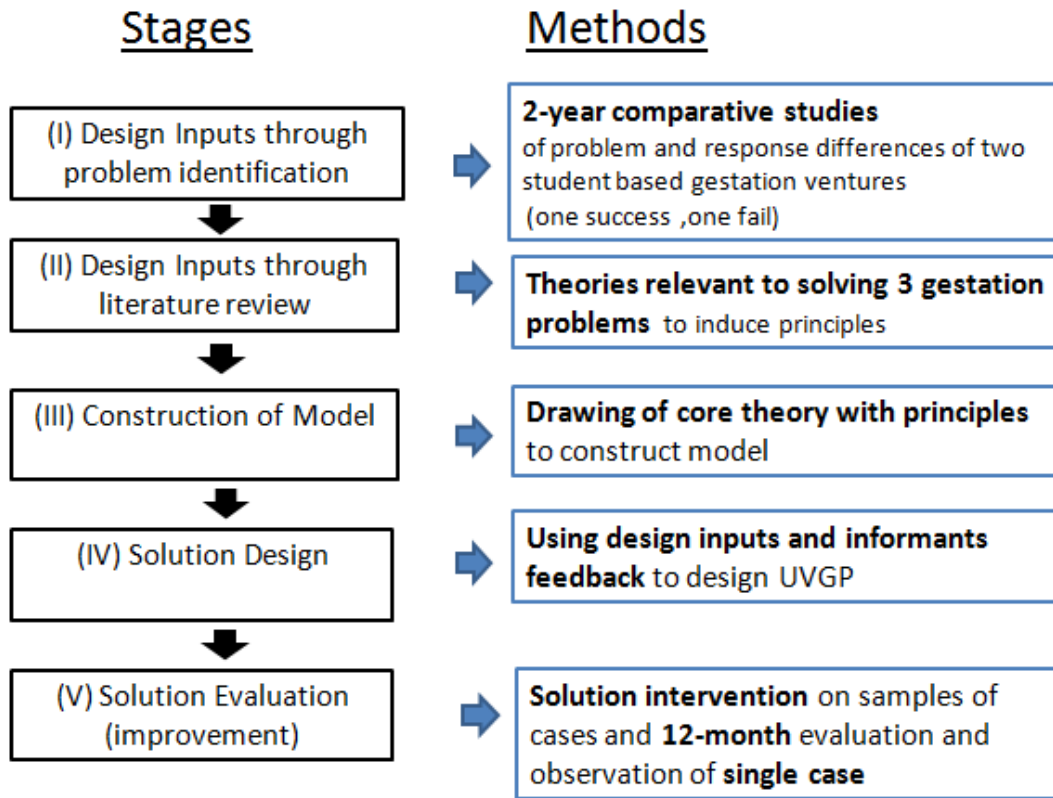 Stages
Methods
(I) Design Inputs through
problem identification
2-year comparative studies
of problem and response differences of two
student based gestation ventures
(one success ,one fail)
(II) Design Inputs through
literature review
Theories relevant to solving 3 gestation
problems to induce principles
(III) Construction of Model
Drawing of core theory with principles
to construct model
(IV) Solution Design
Using design inputs and informants
feedback to design UVGP
(V) Solution Evaluation
(improvement)
Solution intervention on samples of
cases and 12-month evaluation and
observation of single case